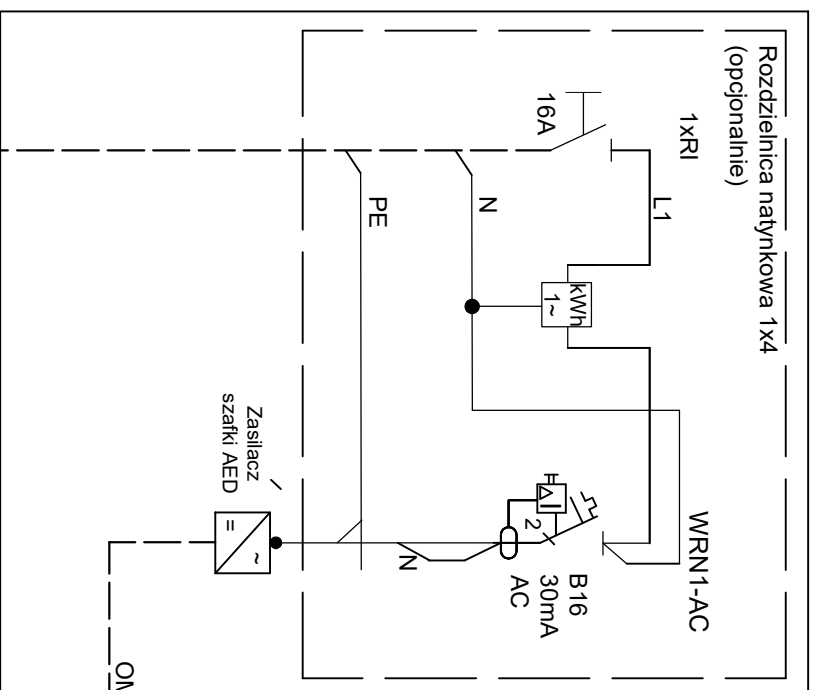 Rozdzielnica natynkowa 1x4
(opcjonalnie)
1xRI
16A
L1
N
PE
kWh
1~
WRN1-AC
B16
30mA
AC
2
N
Zasilacz
szafki AED
=
~